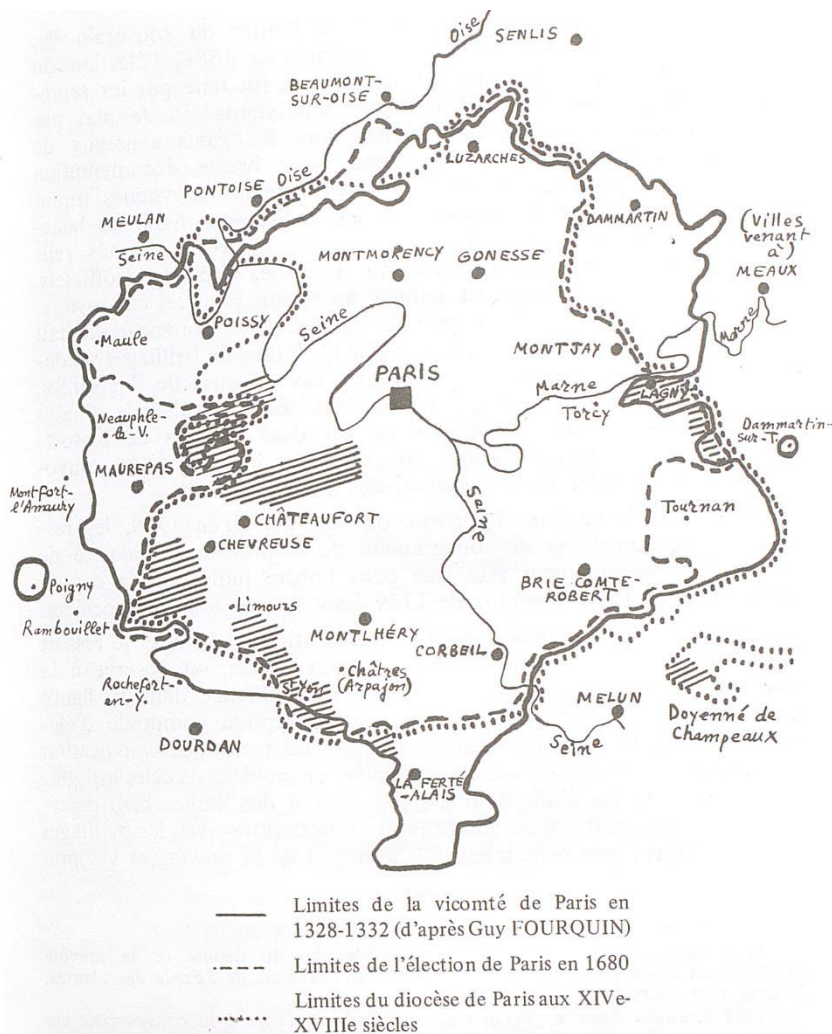 Oise
SENLIS
BEAUMONT-
SUR-OISE
LUZARCHES
Oise
PONTOISE
DAMMARTIN
MEULAN
(Villes
venant
à)
MEAUX
Seine
MONTMORENCY
GONESSE
Marne
POISSY
Seine
Maule
MONTJAY
PARIS
Marne
LAGNY
Torcy
Neauphle-
le-V.
Dammartin-
sur-T.
MAUREPAS
Montfort-
l'Amaury
Seine
Tournan
CHÂTEAUFORT
CHEVREUSE
Poigny
BRIE COMTE-
ROBERT
Limours
Rambouillet
MONTLHÉRY
CORBEIL
Châtres
(Arpajon)
St Yon
Rochefort-
en-Y.
MELUN
Seine
Doyenné de
Champeaux
DOURDAN
LA FERTÉ
-ALAIS
Limites de la vicomté de Paris en
1328-1332 (d'après Guy FOURQUIN)
Limites de l'élection de Paris en 1680
Limites du diocèse de Paris aux XIVe-
XVIIIe siècles